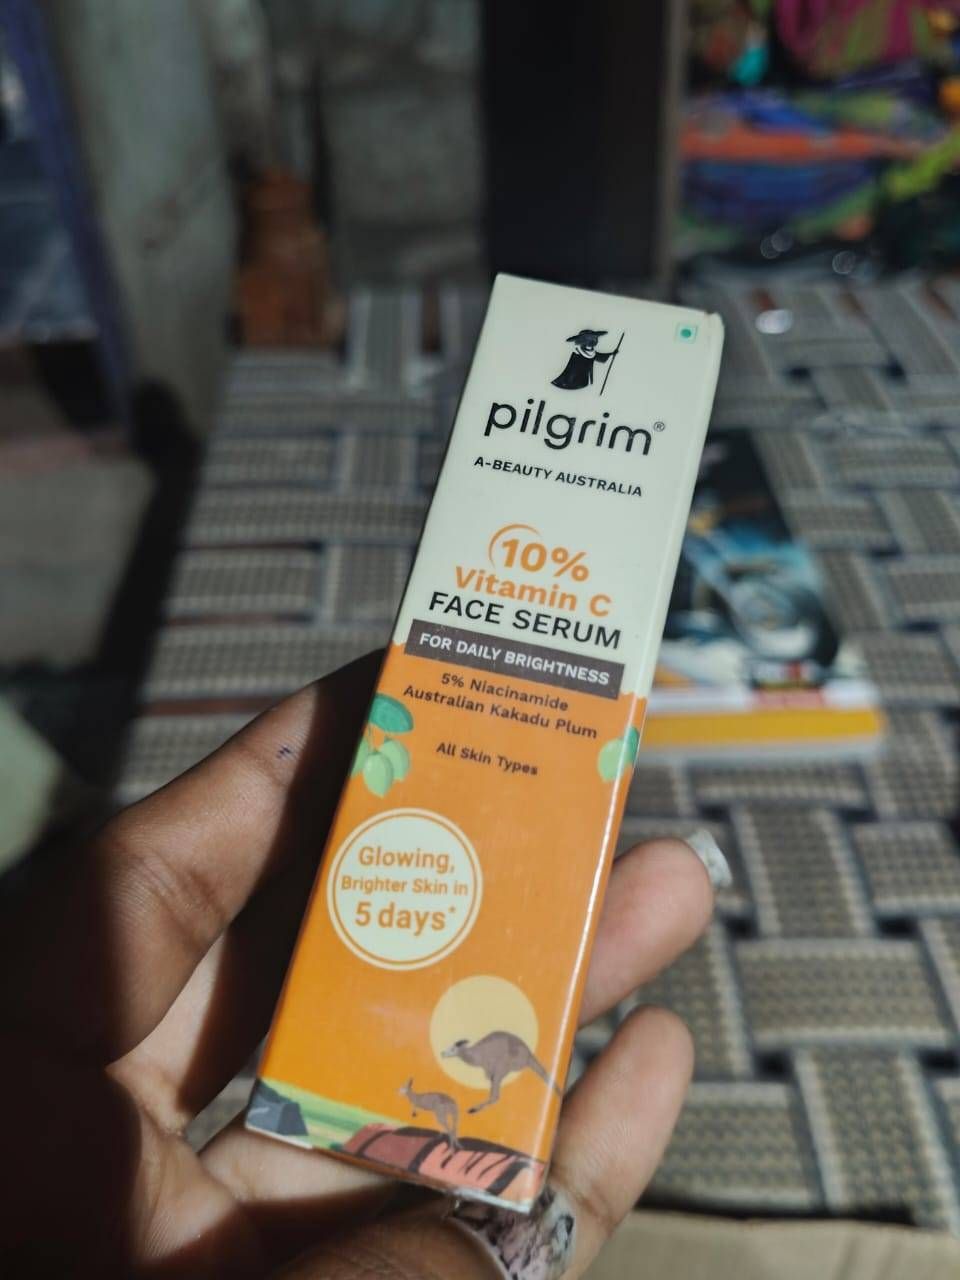 pilgrim®
A-BEAUTY AUSTRALIA
10%
Vitamin C
FACE SERUM
FOR DAILY BRIGHTNESS
5% Niacinamide
Australian Kakadu Plum
All Skin Types
Glowing,
Brighter Skin in
5 days*